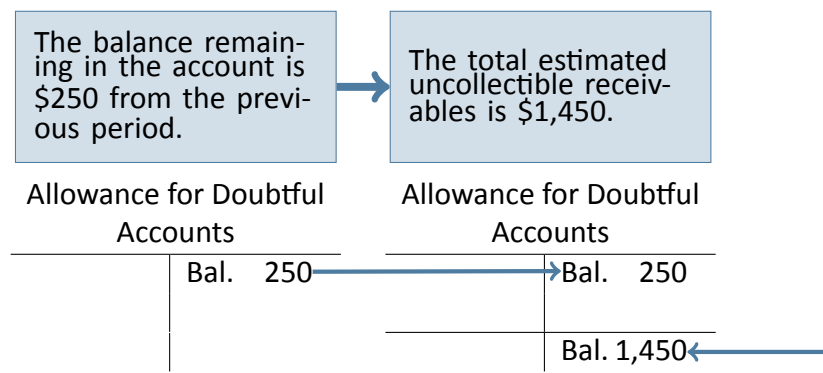 The balance remain-
ing in the account is
$250 from the previ-
ous period.
The total estimated
uncollectible receiv-
ables is $1,450.
Allowance for Doubtful
Accounts
Bal. 250
Allowance for Doubtful
Accounts
Bal. 250
Bal. 1,450